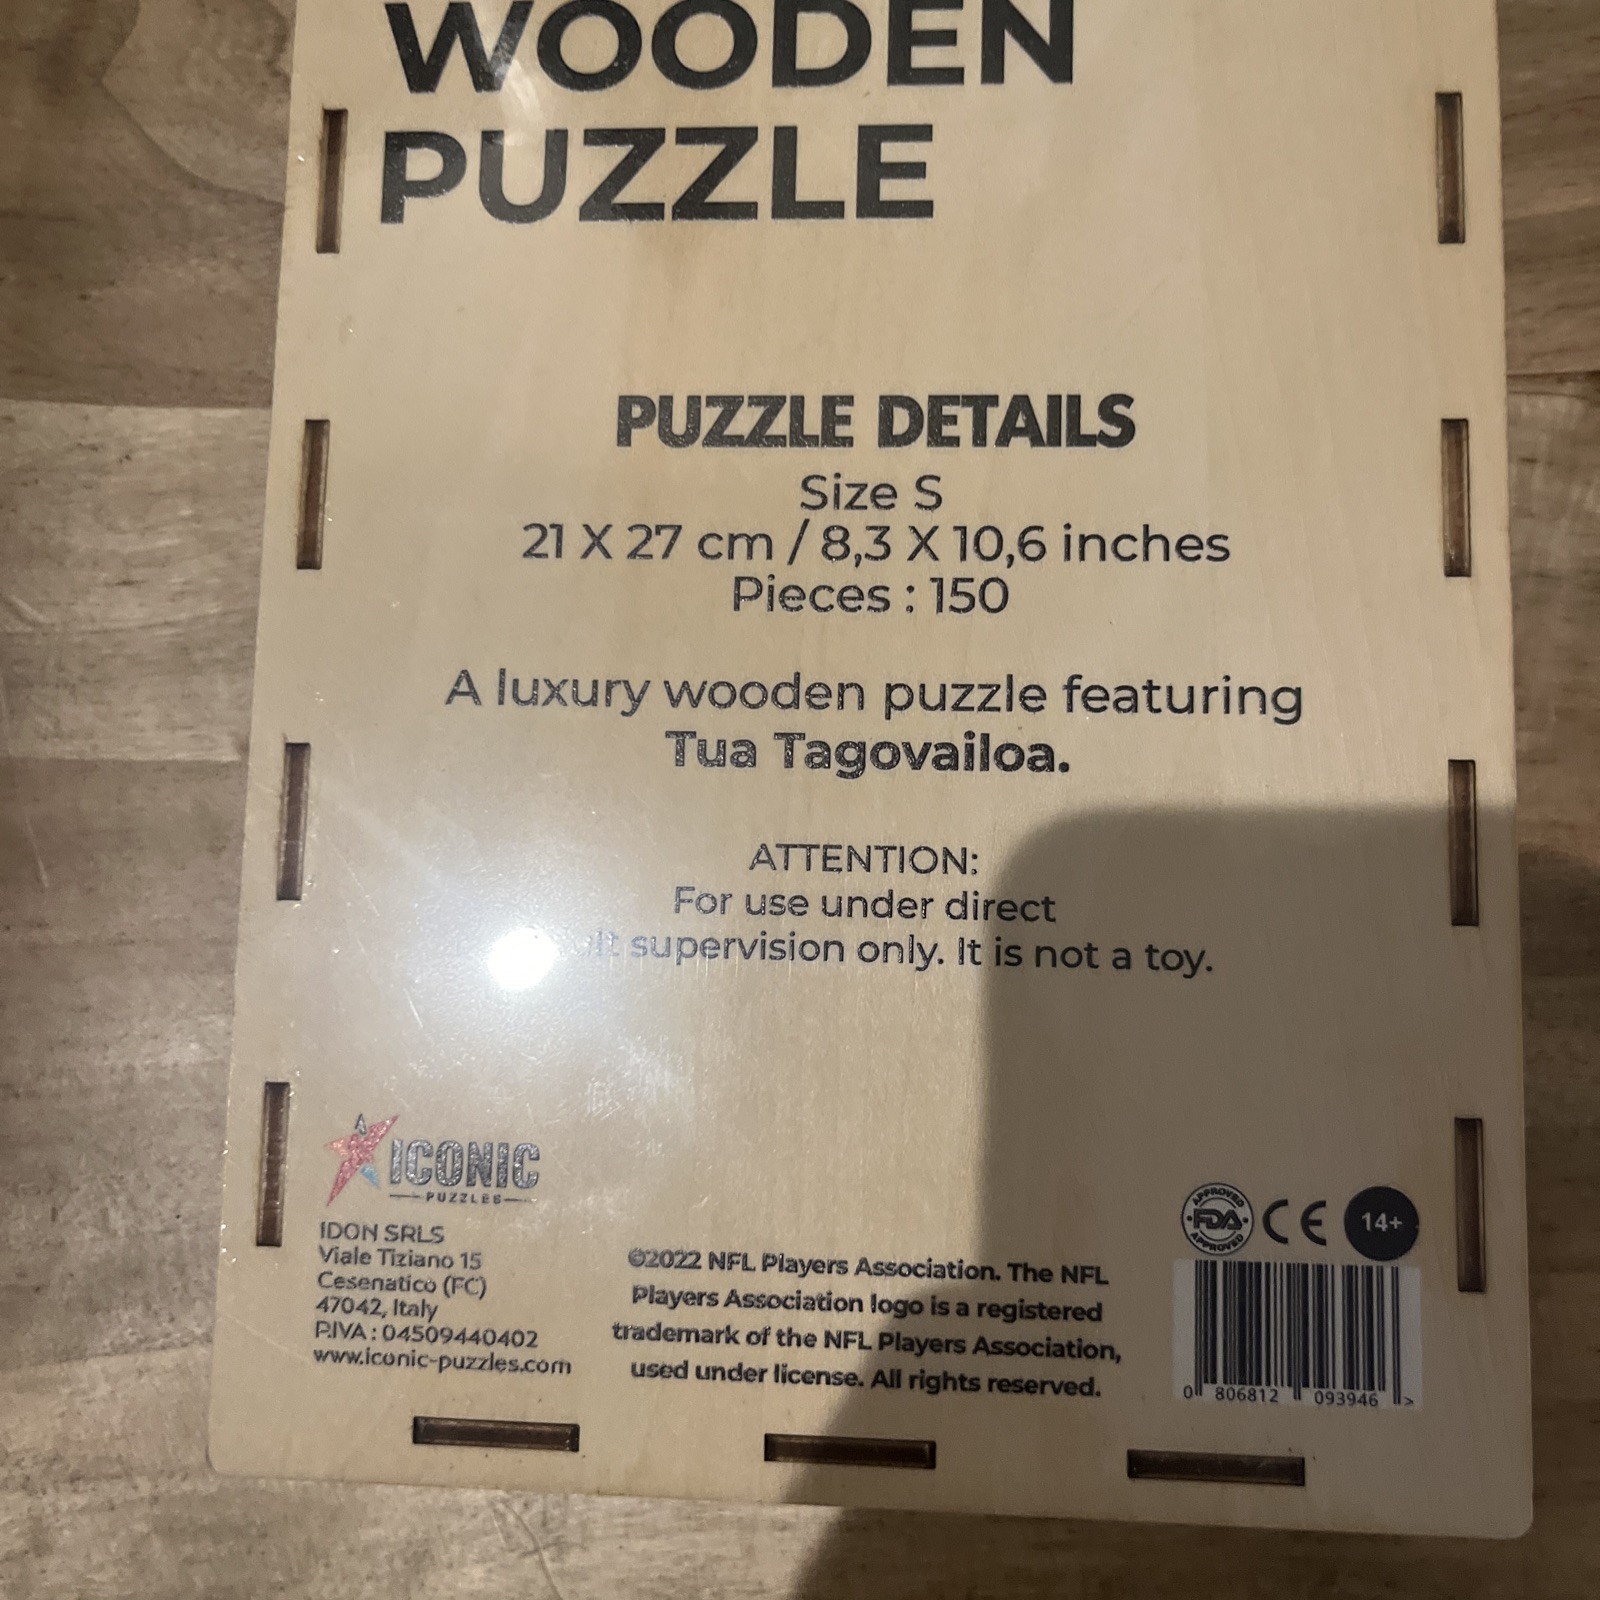 WOODEN
PUZZLE
PUZZLE DETAILS
Size S
21 X 27 cm / 8,3 X 10,6 inches
Pieces : 150
A luxury wooden puzzle featuring
Tua Tagovailoa.
ATTENTION:
For use under direct
supervision only. It is not a toy.
ICONIC
PUZZLES
IDON SRLS
Viale Tiziano 15
Cesenatico (FC)
47042, Italy
P.IVA : 04509440402
www.iconic-puzzles.com
©2022 NFL Players Association. The NFL
Players Association logo is a registered
trademark of the NFL Players Association,
used under license. All rights reserved.
APPROVED
FDA
APPROVED
CE
14+
0 806812 093946 >